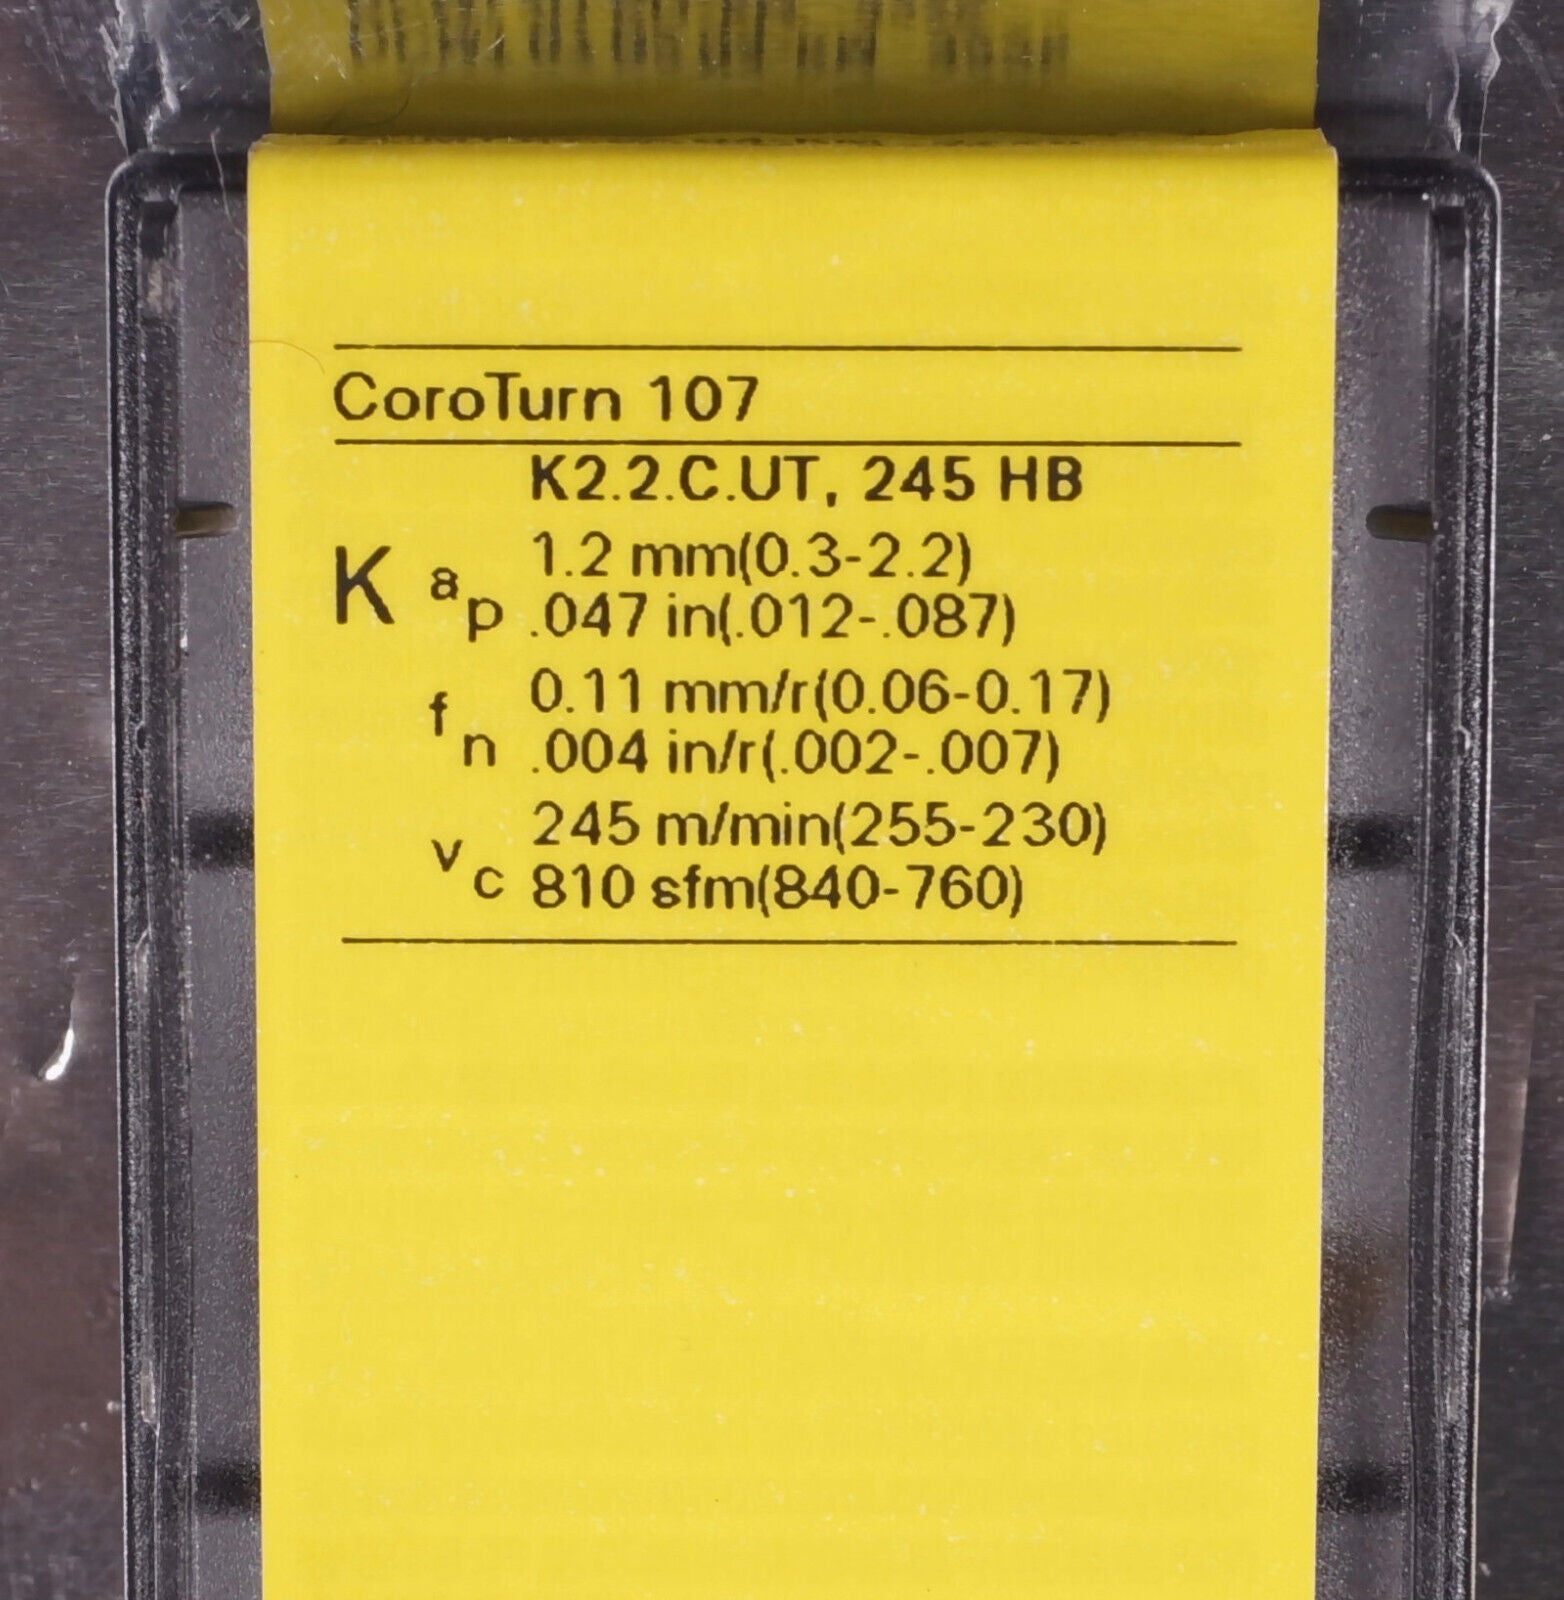 CoroTurn 107
K2.2.C.UT, 245 HB
K ap 1.2 mm(0.3-2.2)
.047 in(.012-.087)
fn 0.11 mm/r(0.06-0.17)
.004 in/r(.002-.007)
vc 245 m/min(255-230)
810 sfm(840-760)